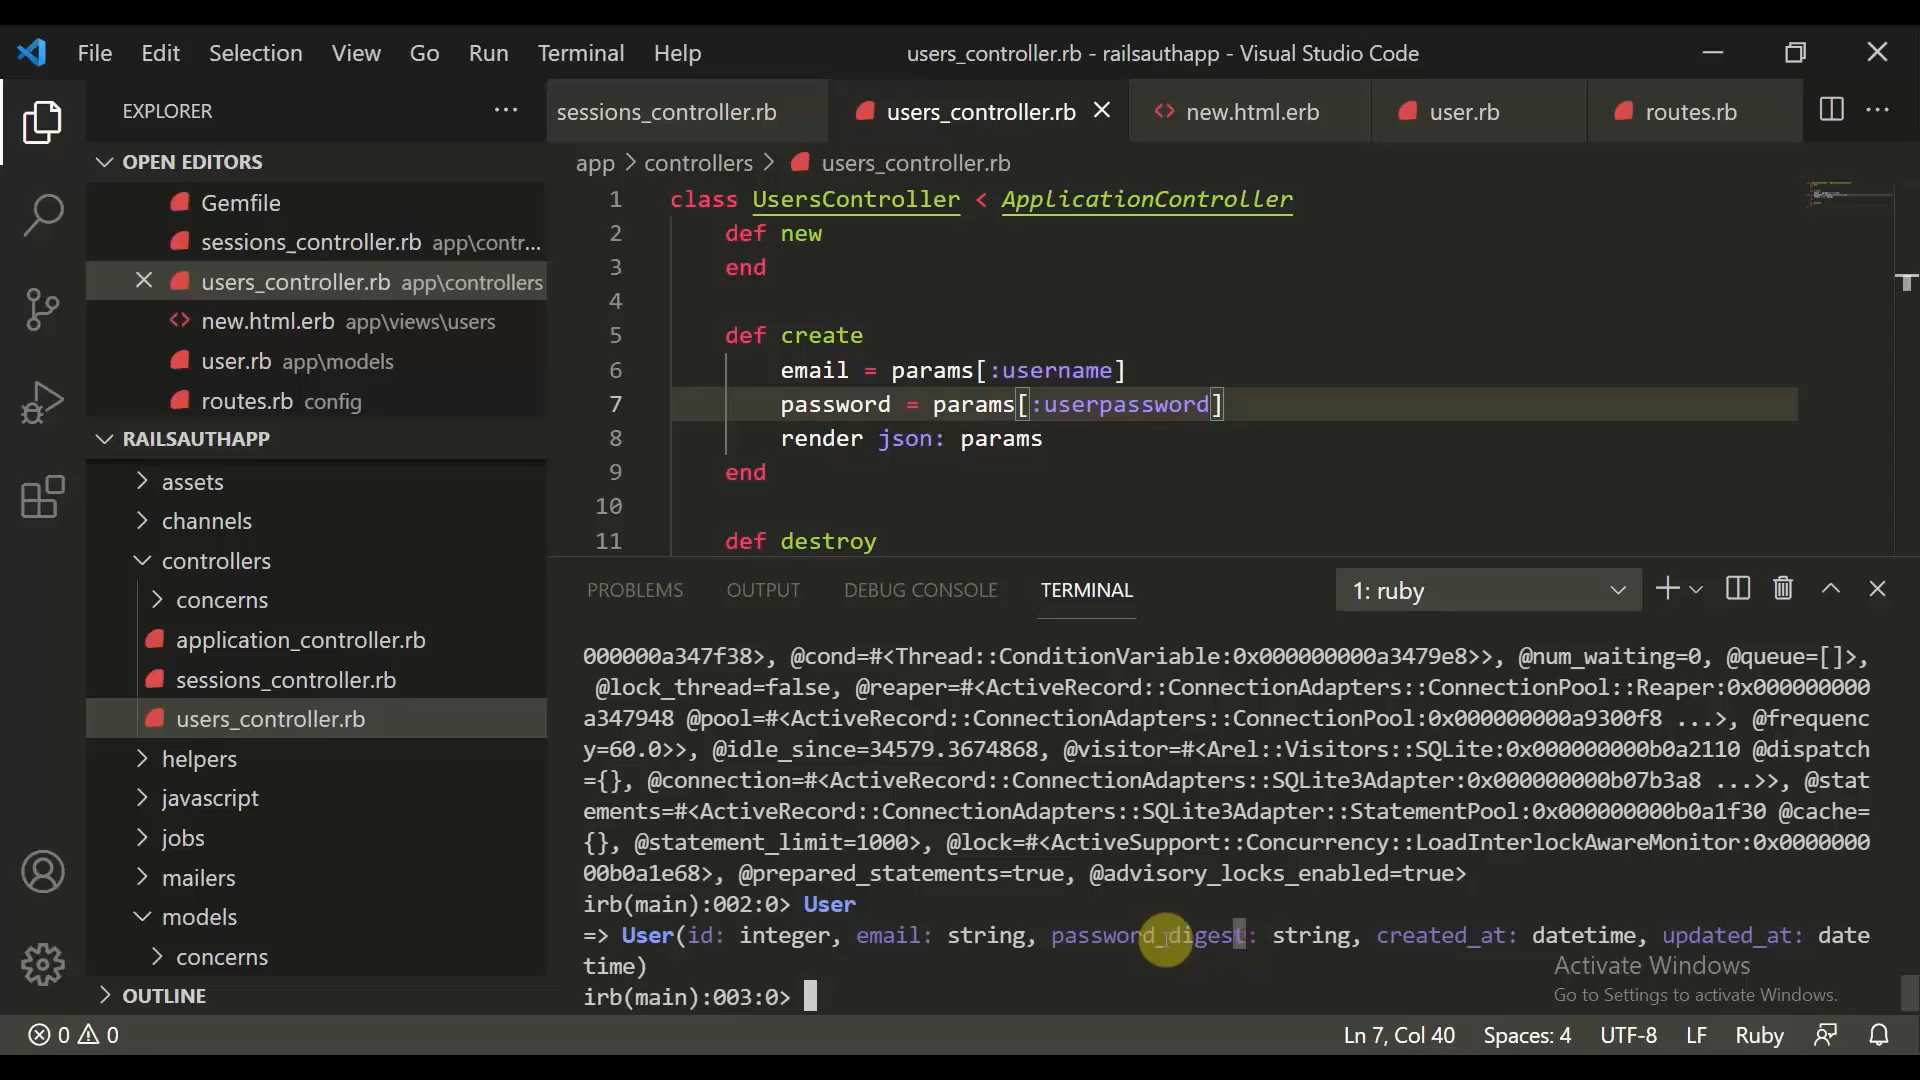 File Edit Selection View Go Run Terminal Help users_controller.rb - railsauthapp - Visual Studio Code
EXPLORER
sessions_controller.rb users_controller.rb new.html.erb user.rb routes.rb
OPEN EDITORS
Gemfile
sessions_controller.rb app\contr...
users_controller.rb app\controllers
new.html.erb app\views\users
user.rb app\models
routes.rb config
RAILSAUTHAPP
assets
channels
controllers
concerns
application_controller.rb
sessions_controller.rb
users_controller.rb
helpers
javascript
jobs
mailers
models
concerns
OUTLINE
app > controllers > users_controller.rb
1 class UsersController < ApplicationController
2 def new
3 end
4
5 def create
6 email = params[:username]
7 password = params[:userpassword]
8 render json: params
9 end
10
11 def destroy
PROBLEMS OUTPUT DEBUG CONSOLE TERMINAL 1: ruby
000000a347f38>, @cond=#<Thread::ConditionVariable:0x000000000a3479e8>>, @num_waiting=0, @queue=[]>,
@lock_thread=false, @reaper=#<ActiveRecord::ConnectionAdapters::ConnectionPool::Reaper:0x000000000
a347948 @pool=#<ActiveRecord::ConnectionAdapters::ConnectionPool:0x000000000a9300f8 ...>, @frequenc
y=60.0>>, @idle_since=34579.3674868, @visitor=#<Arel::Visitors::SQLite:0x000000000b0a2110 @dispatch
={}, @connection=#<ActiveRecord::ConnectionAdapters::SQLite3Adapter:0x000000000b07b3a8 ...>>, @stat
ements=#<ActiveRecord::ConnectionAdapters::SQLite3Adapter::StatementPool:0x000000000b0a1f30 @cache=
{}, @statement_limit=1000>, @lock=#<ActiveSupport::Concurrency::LoadInterlockAwareMonitor:0x0000000
00b0a1e68>, @prepared_statements=true, @advisory_locks_enabled=true>
irb(main):002:0> User
=> User(id: integer, email: string, password_digest: string, created_at: datetime, updated_at: date
time)
irb(main):003:0>
Activate Windows
Go to Settings to activate Windows.
0 0 Ln 7, Col 40 Spaces: 4 UTF-8 LF Ruby